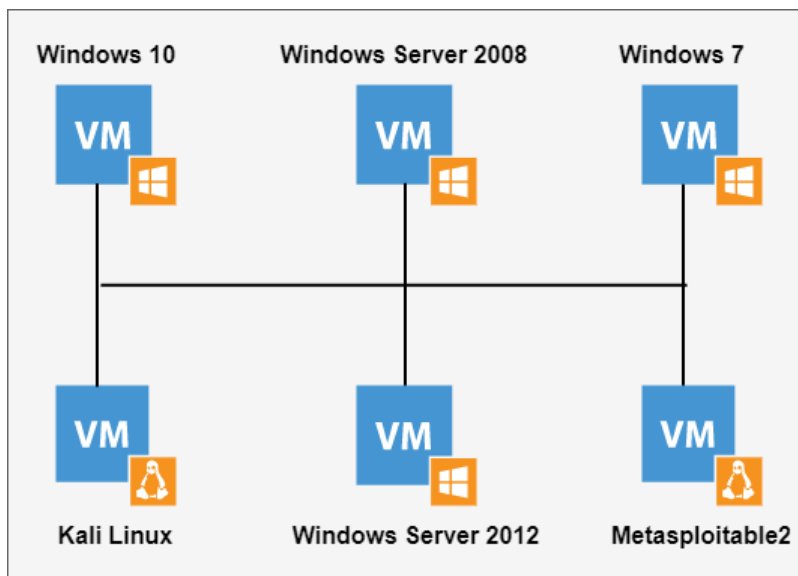 Windows 10 Windows Server 2008 Windows 7
VM VM VM
VM VM VM
Kali Linux Windows Server 2012 Metasploitable2